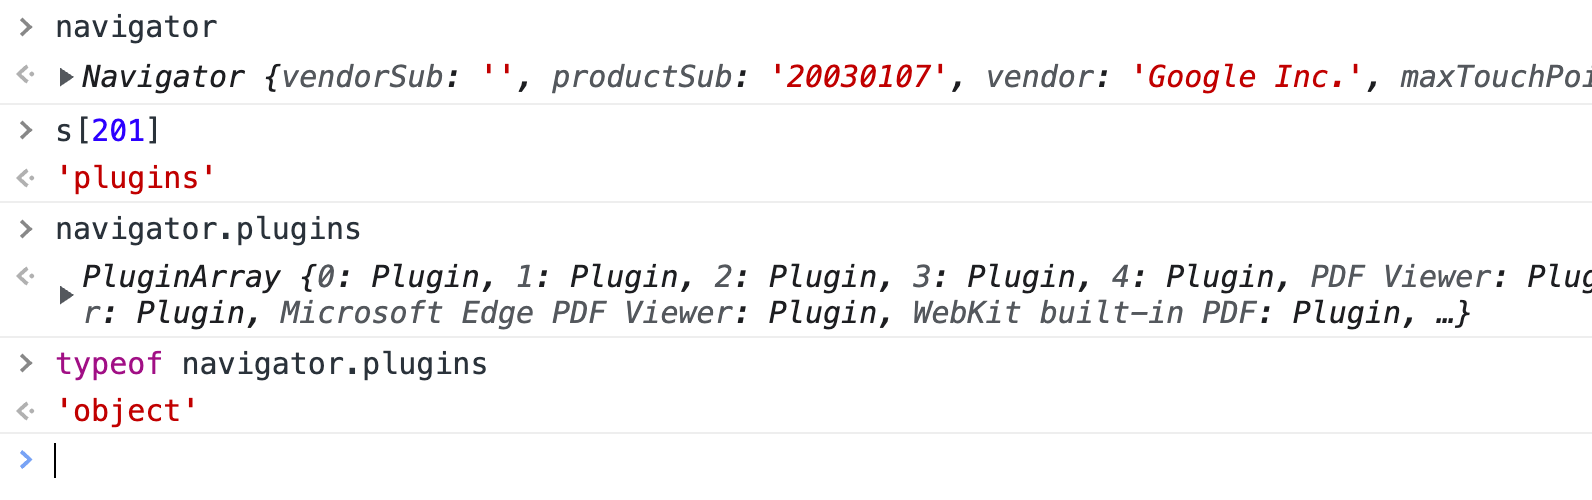 > navigator
<· ▶Navigator {vendorSub: '', productSub: '20030107', vendor: 'Google Inc.', maxTouchPoi
> s[201]
<· 'plugins'
> navigator.plugins
<· ▶PluginArray {0: Plugin, 1: Plugin, 2: Plugin, 3: Plugin, 4: Plugin, PDF Viewer: Plug
r: Plugin, Microsoft Edge PDF Viewer: Plugin, WebKit built-in PDF: Plugin, …}
> typeof navigator.plugins
<· 'object'
>